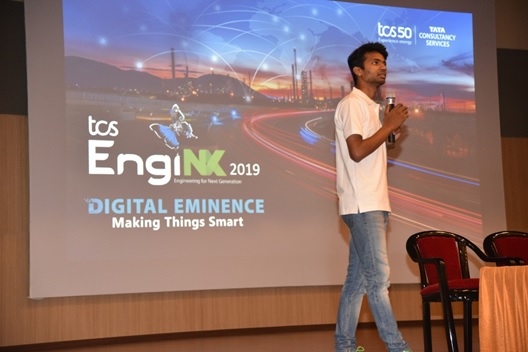 tcs 50
Experience certainty
TATA
CONSULTANCY
SERVICES
tcs
EngiNX 2019
Engineering for Next Generation
DIGITAL EMINENCE
Making Things Smart